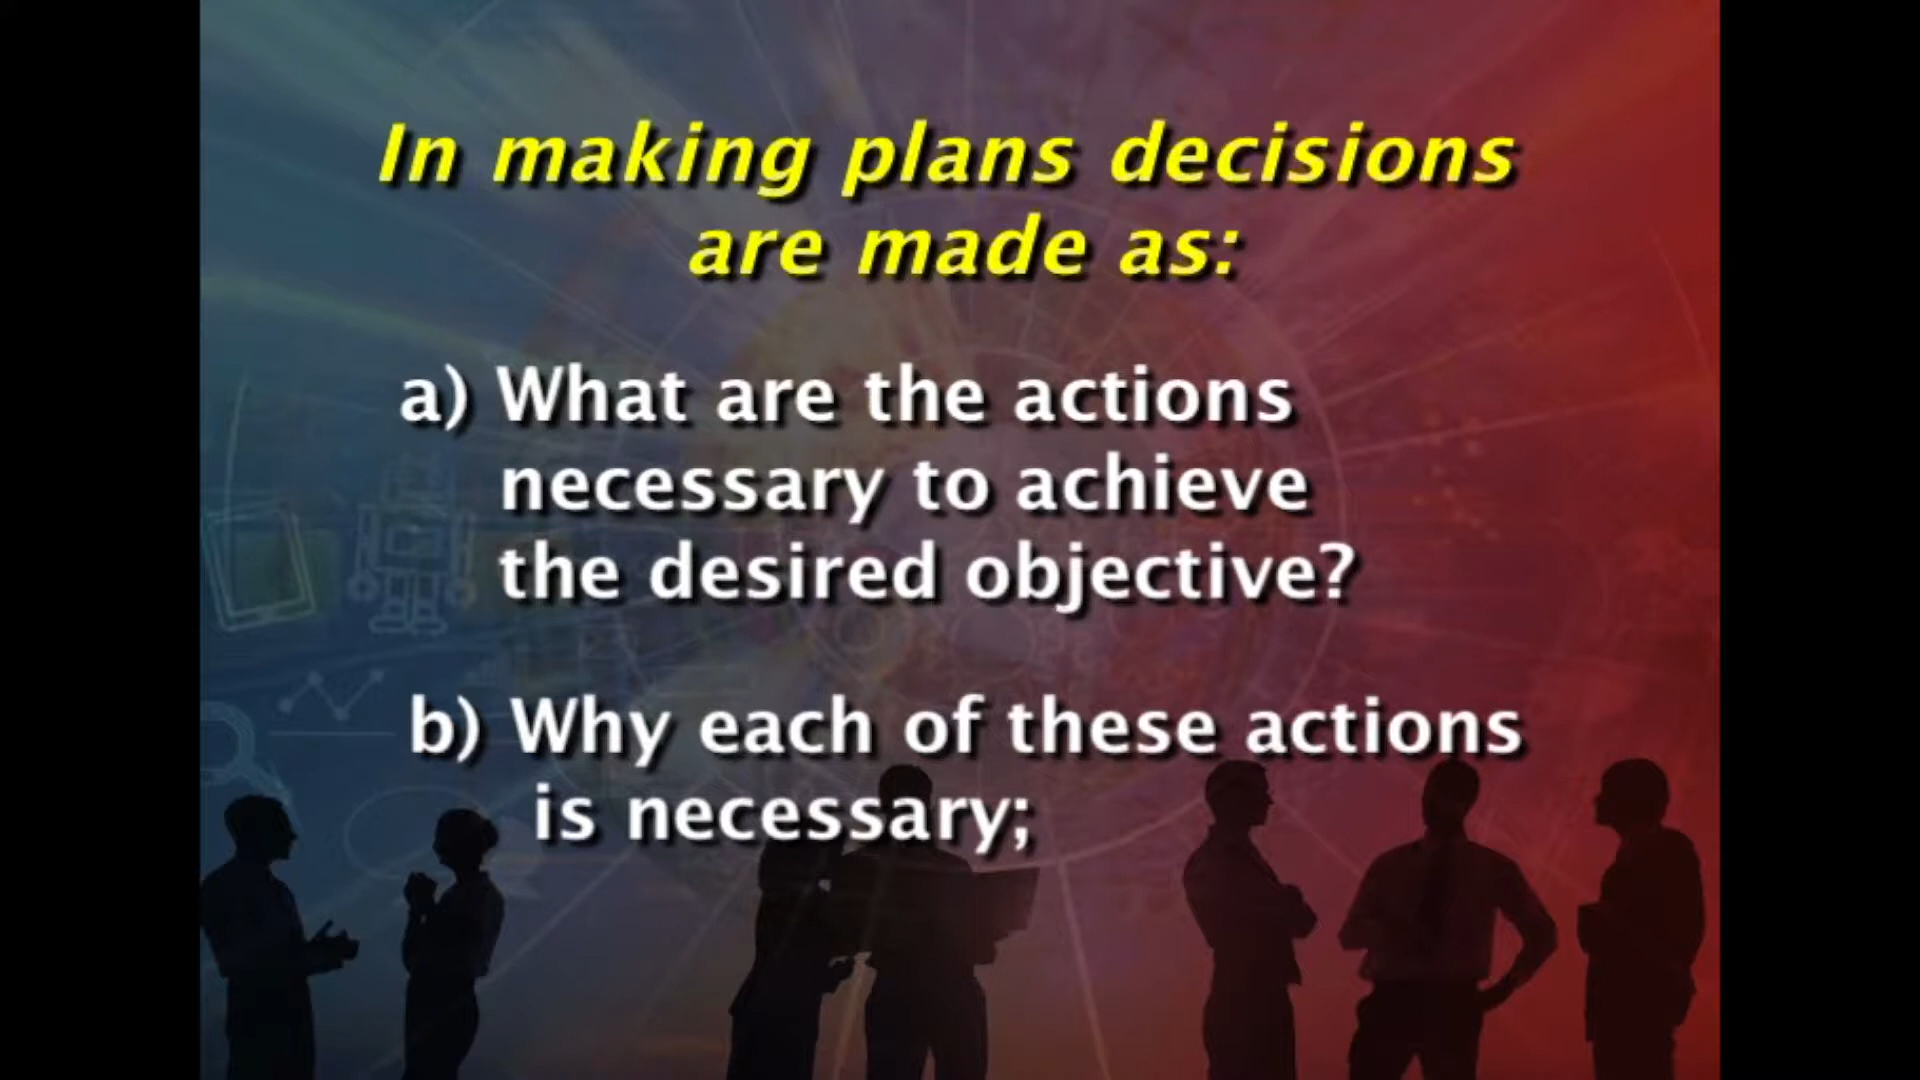 In making plans decisions
are made as:
a) What are the actions
necessary to achieve
the desired objective?
b) Why each of these actions
is necessary;